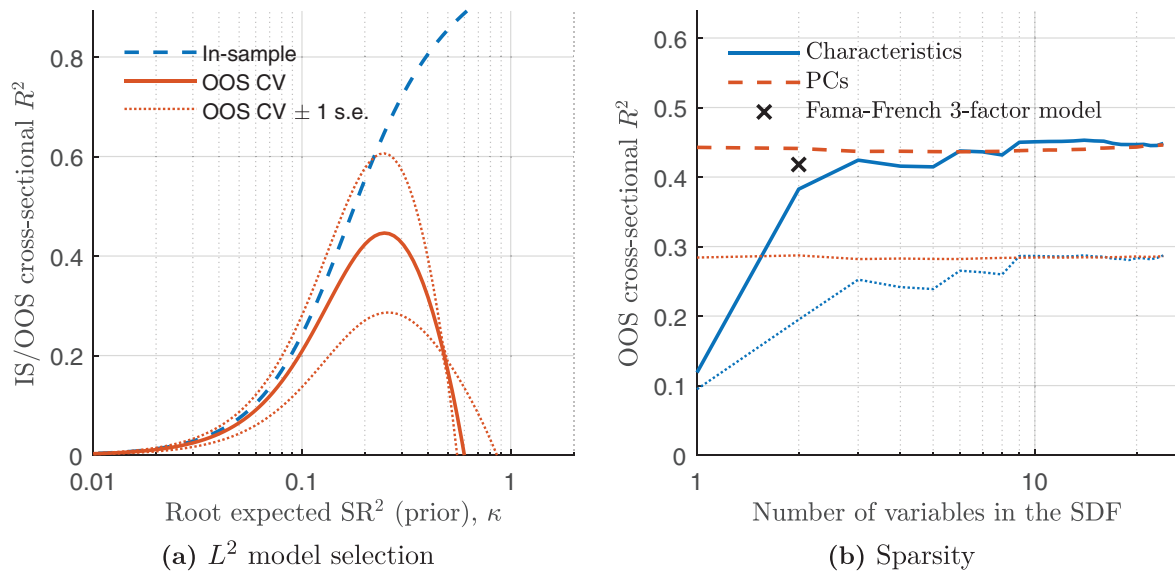 In-sample
OOS CV
OOS CV ± 1 s.e.
IS/OOS cross-sectional R²
0.8
0.6
0.4
0.2
0
0.01
0.1
1
Root expected SR² (prior), κ
(a) L² model selection
Characteristics
PCs
Fama-French 3-factor model
OOS cross-sectional R²
0.6
0.5
0.4
0.3
0.2
0.1
0
1
10
Number of variables in the SDF
(b) Sparsity